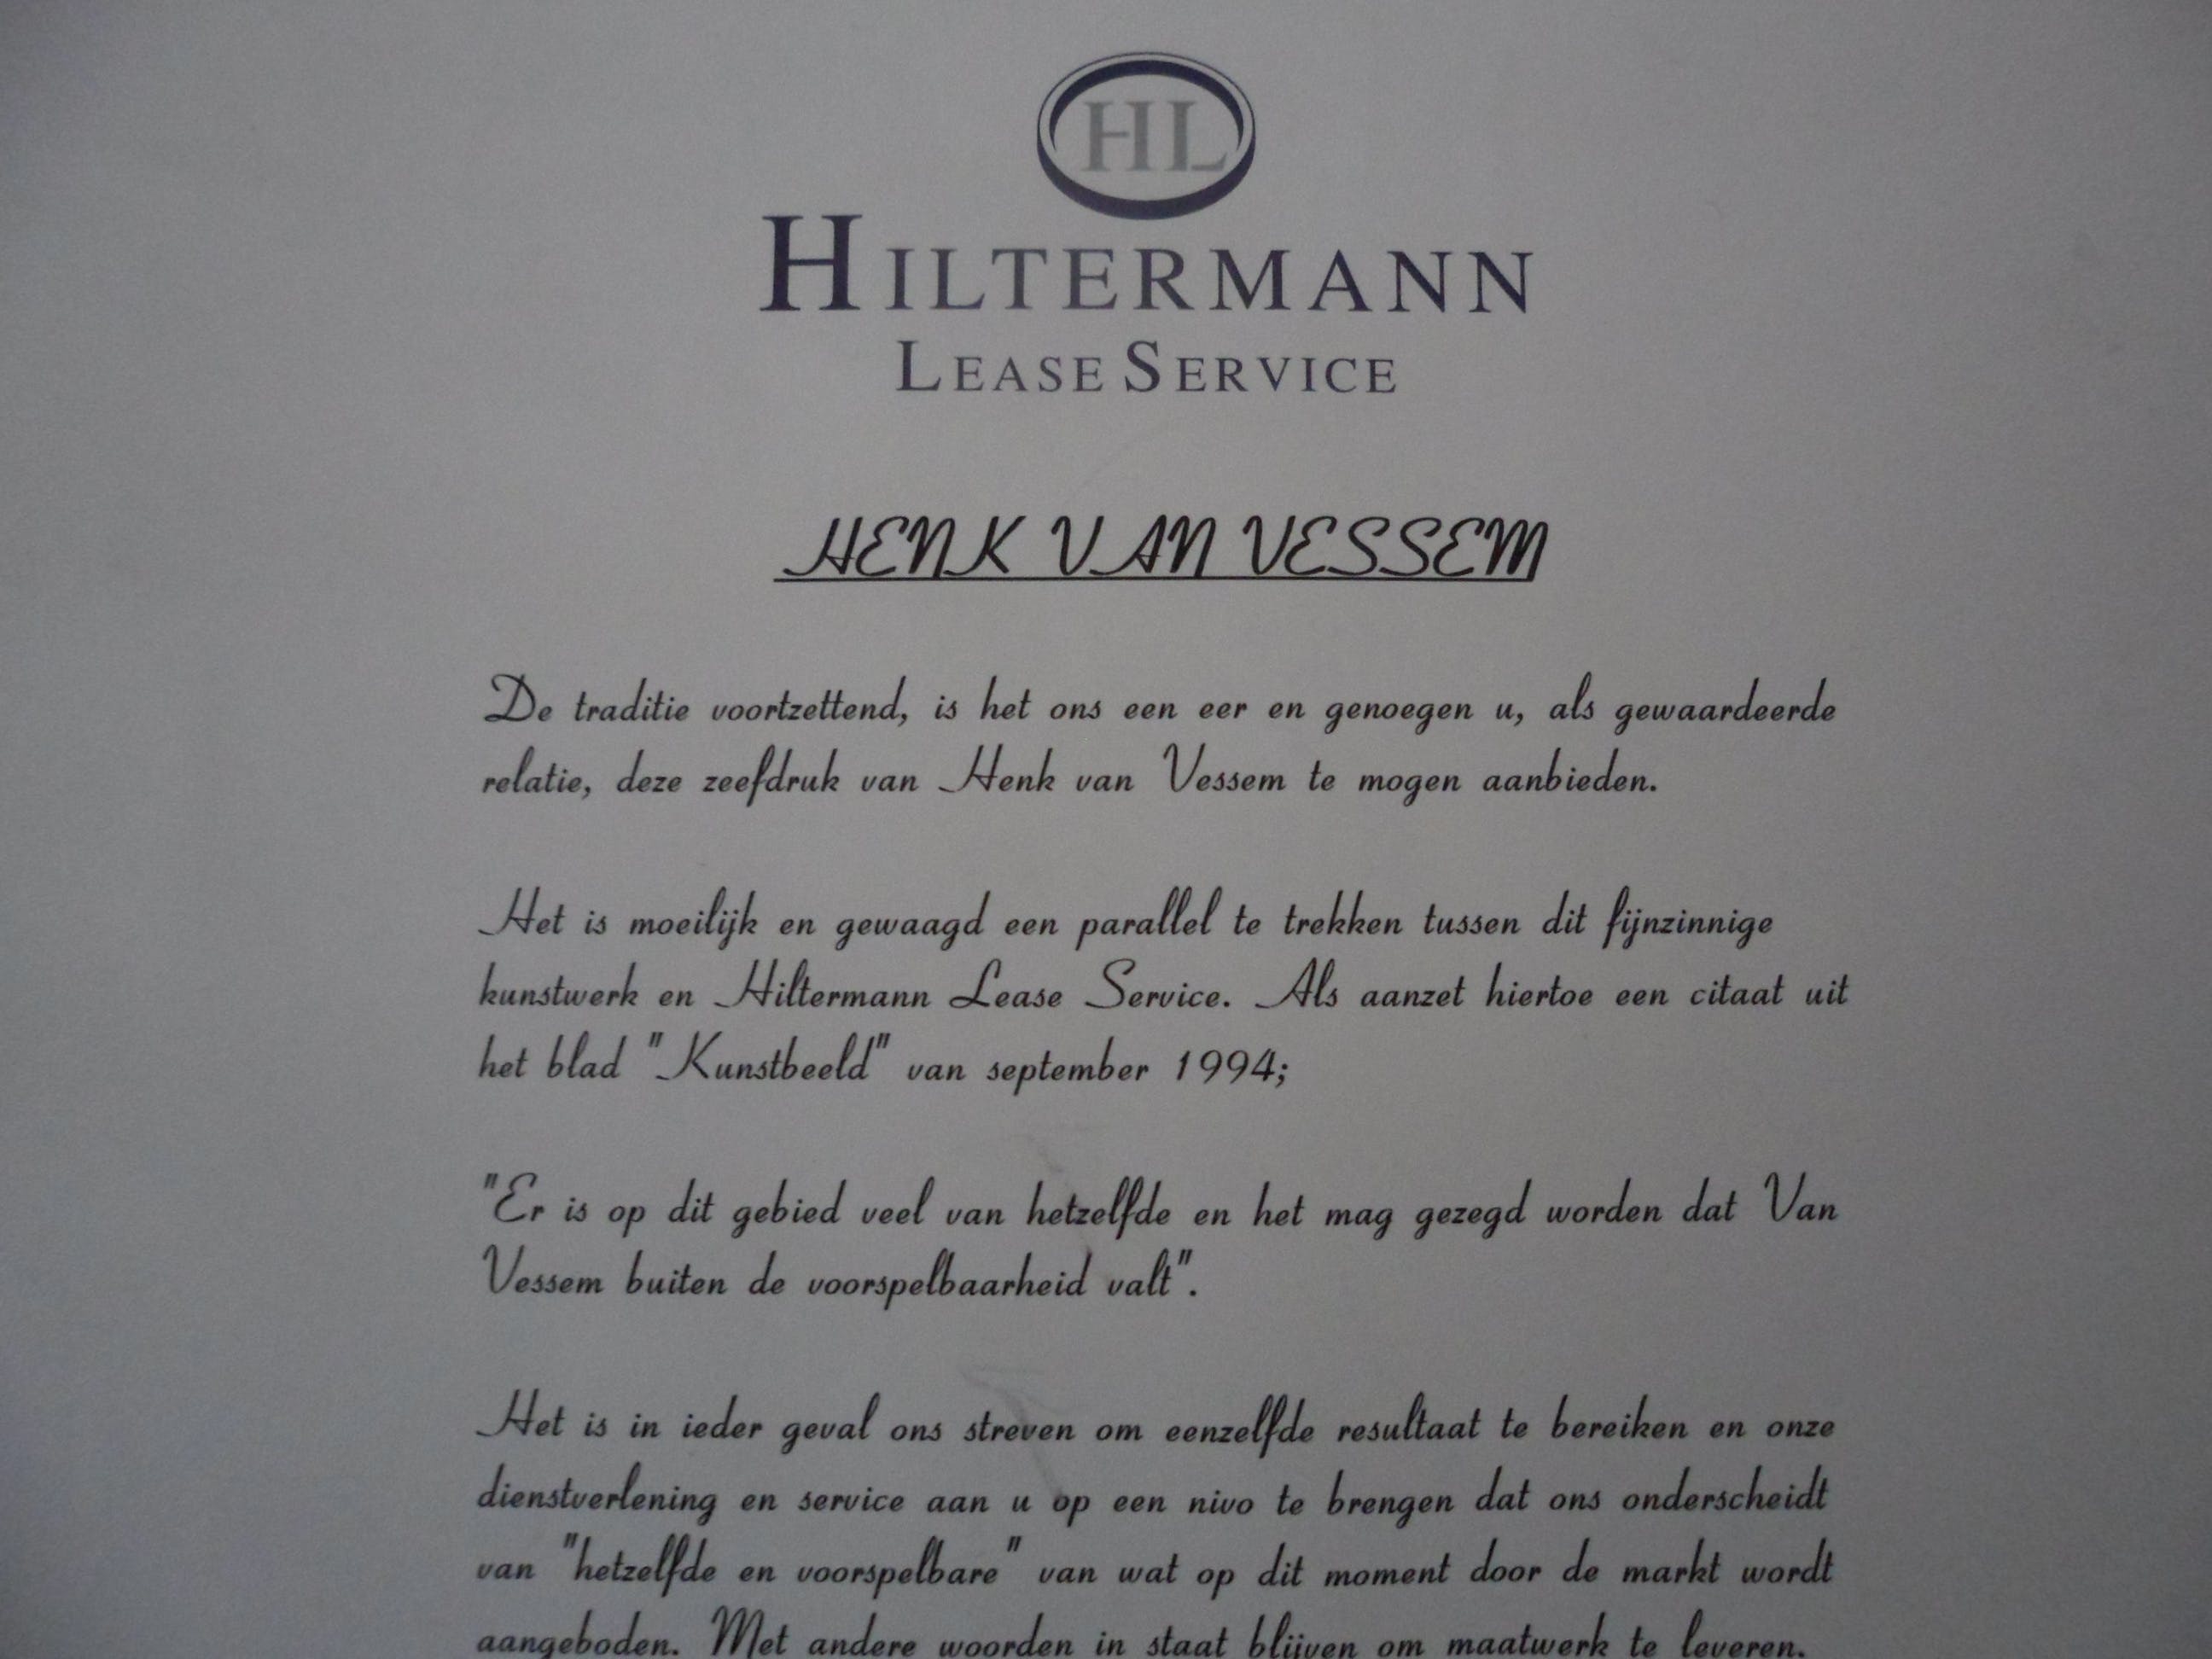 HL
HILTERMANN
LEASE SERVICE
HENK VAN VESSEM
De traditie voortzettend, is het ons een eer en genoegen u, als gewaardeerde
relatie, deze zeefdruk van Henk van Vessem te mogen aanbieden.
Het is moeilijk en gewaagd een parallel te trekken tussen dit fijnzinnige
kunstwerk en Hiltermann Lease Service. Als aanzet hiertoe een citaat uit
het blad "Kunstbeeld" van september 1994;
"Er is op dit gebied veel van hetzelfde en het mag gezegd worden dat Van
Vessem buiten de voorspelbaarheid valt".
Het is in ieder geval ons streven om eenzelfde resultaat te bereiken en onze
dienstverlening en service aan u op een nivo te brengen dat ons onderscheidt
van "hetzelfde en voorspelbare" van wat op dit moment door de markt wordt
aangeboden. Met andere woorden in staat blijven om maatwerk te leveren.